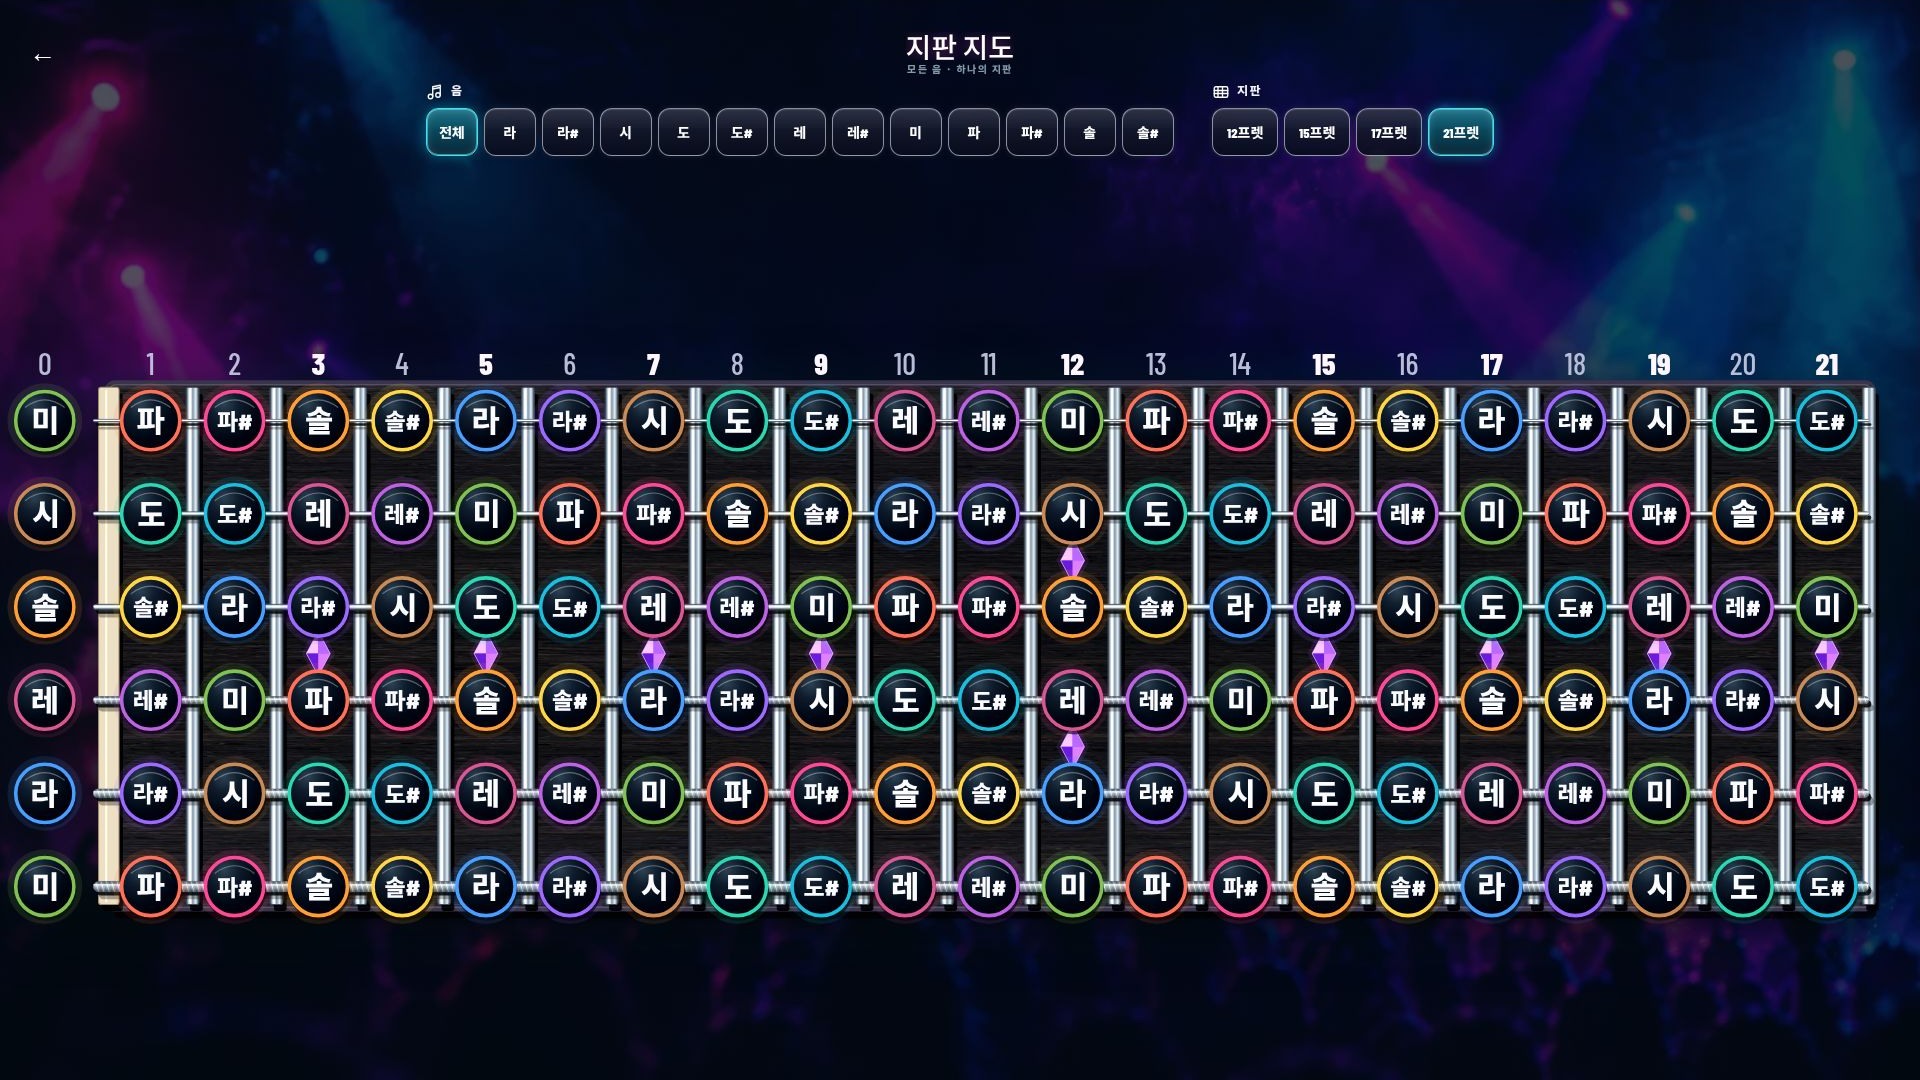 ←
지판 지도
모든 음 · 하나의 지판
음
지판
전체 라 라# 시 도 도# 레 레# 미 파 파# 솔 솔#
12프렛 15프렛 17프렛 21프렛
0 1 2 3 4 5 6 7 8 9 10 11 12 13 14 15 16 17 18 19 20 21
미 파 파# 솔 솔# 라 라# 시 도 도# 레 레# 미 파 파# 솔 솔# 라 라# 시 도 도#
시 도 도# 레 레# 미 파 파# 솔 솔# 라 라# 시 도 도# 레 레# 미 파 파# 솔 솔#
솔 솔# 라 라# 시 도 도# 레 레# 미 파 파# 솔 솔# 라 라# 시 도 도# 레 레# 미
레 레# 미 파 파# 솔 솔# 라 라# 시 도 도# 레 레# 미 파 파# 솔 솔# 라 라# 시
라 라# 시 도 도# 레 레# 미 파 파# 솔 솔# 라 라# 시 도 도# 레 레# 미 파 파#
미 파 파# 솔 솔# 라 라# 시 도 도# 레 레# 미 파 파# 솔 솔# 라 라# 시 도 도#